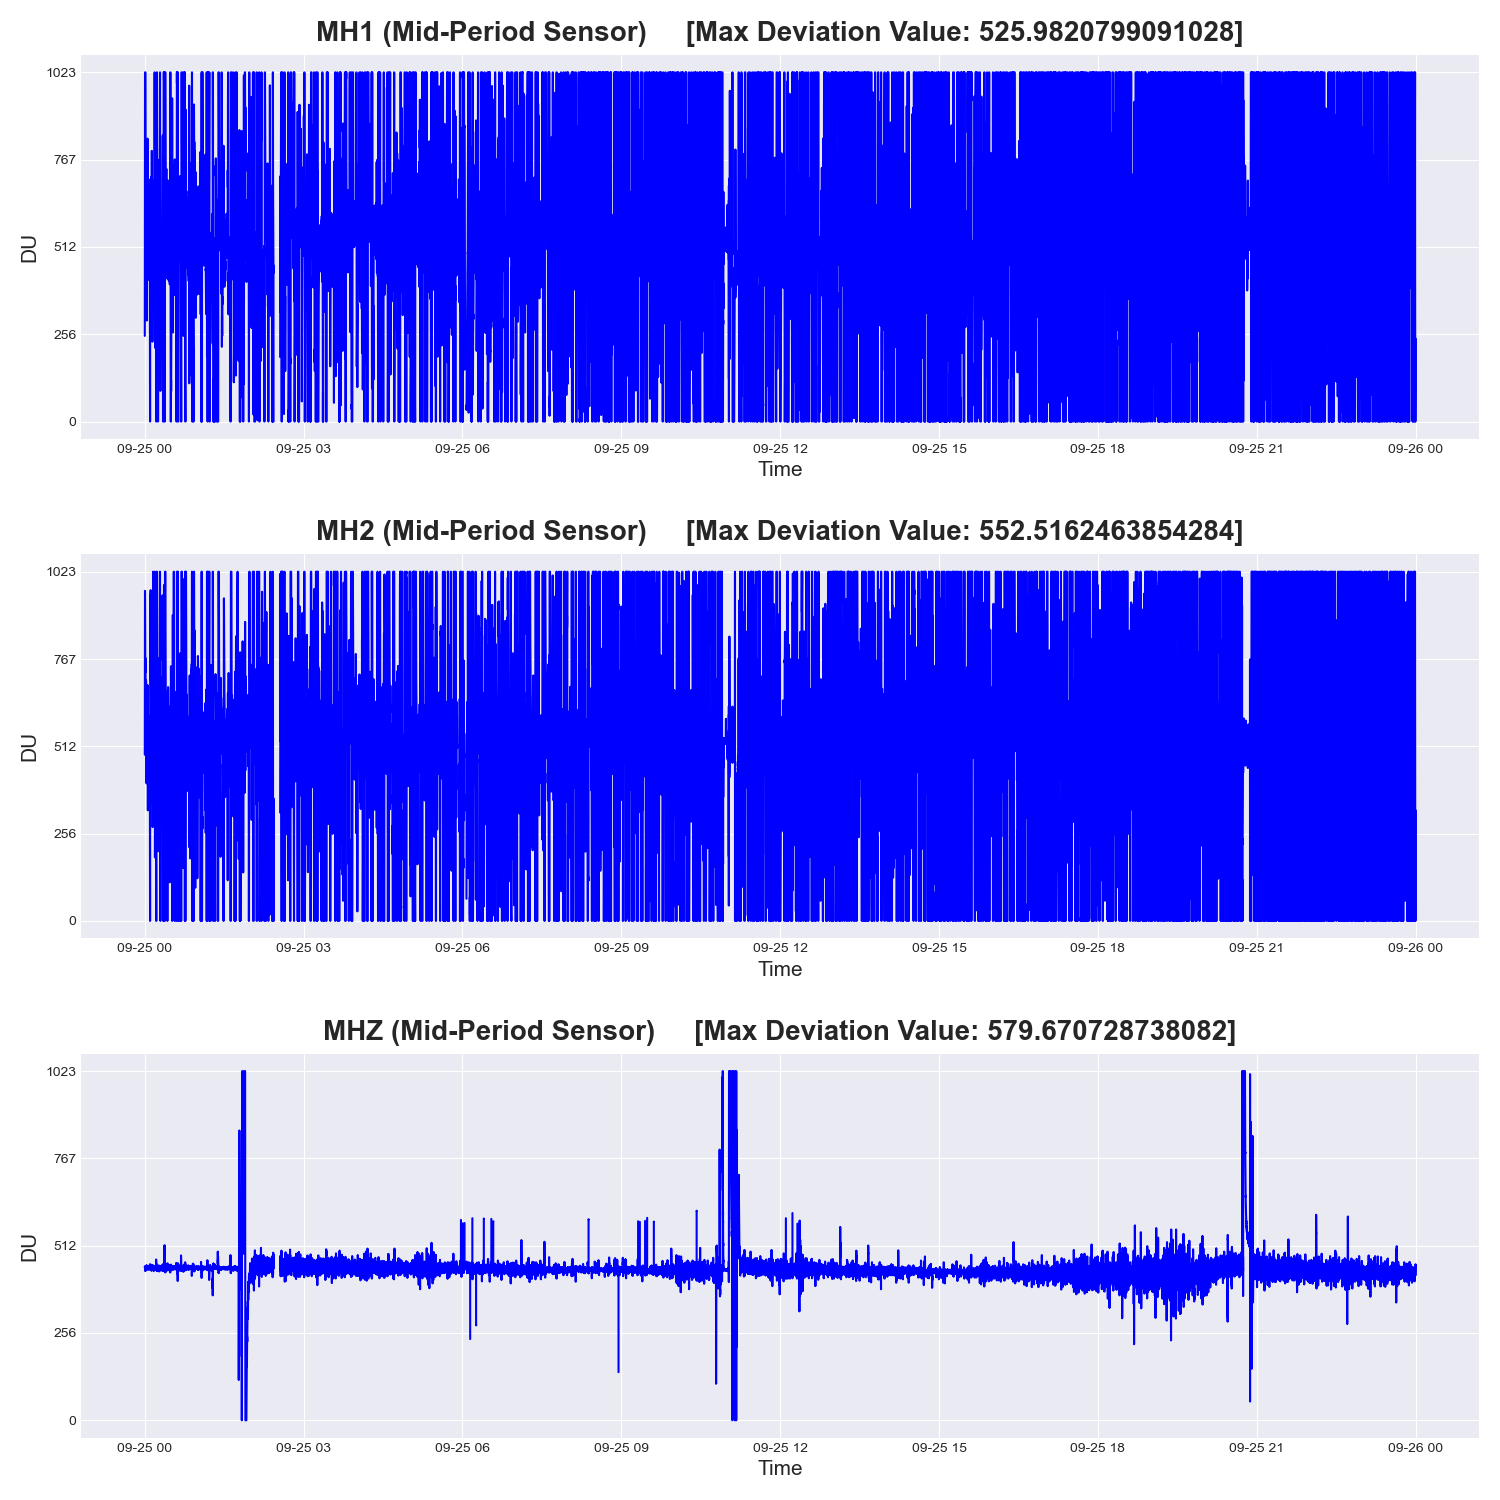 MH1 (Mid-Period Sensor) [Max Deviation Value: 525.9820799091028]
1023
767
512
256
0
DU
09-25 00 09-25 03 09-25 06 09-25 09 09-25 12 09-25 15 09-25 18 09-25 21 09-26 00
Time
MH2 (Mid-Period Sensor) [Max Deviation Value: 552.5162463854284]
1023
767
512
256
0
DU
09-25 00 09-25 03 09-25 06 09-25 09 09-25 12 09-25 15 09-25 18 09-25 21 09-26 00
Time
MHZ (Mid-Period Sensor) [Max Deviation Value: 579.670728738082]
1023
767
512
256
0
DU
09-25 00 09-25 03 09-25 06 09-25 09 09-25 12 09-25 15 09-25 18 09-25 21 09-26 00
Time